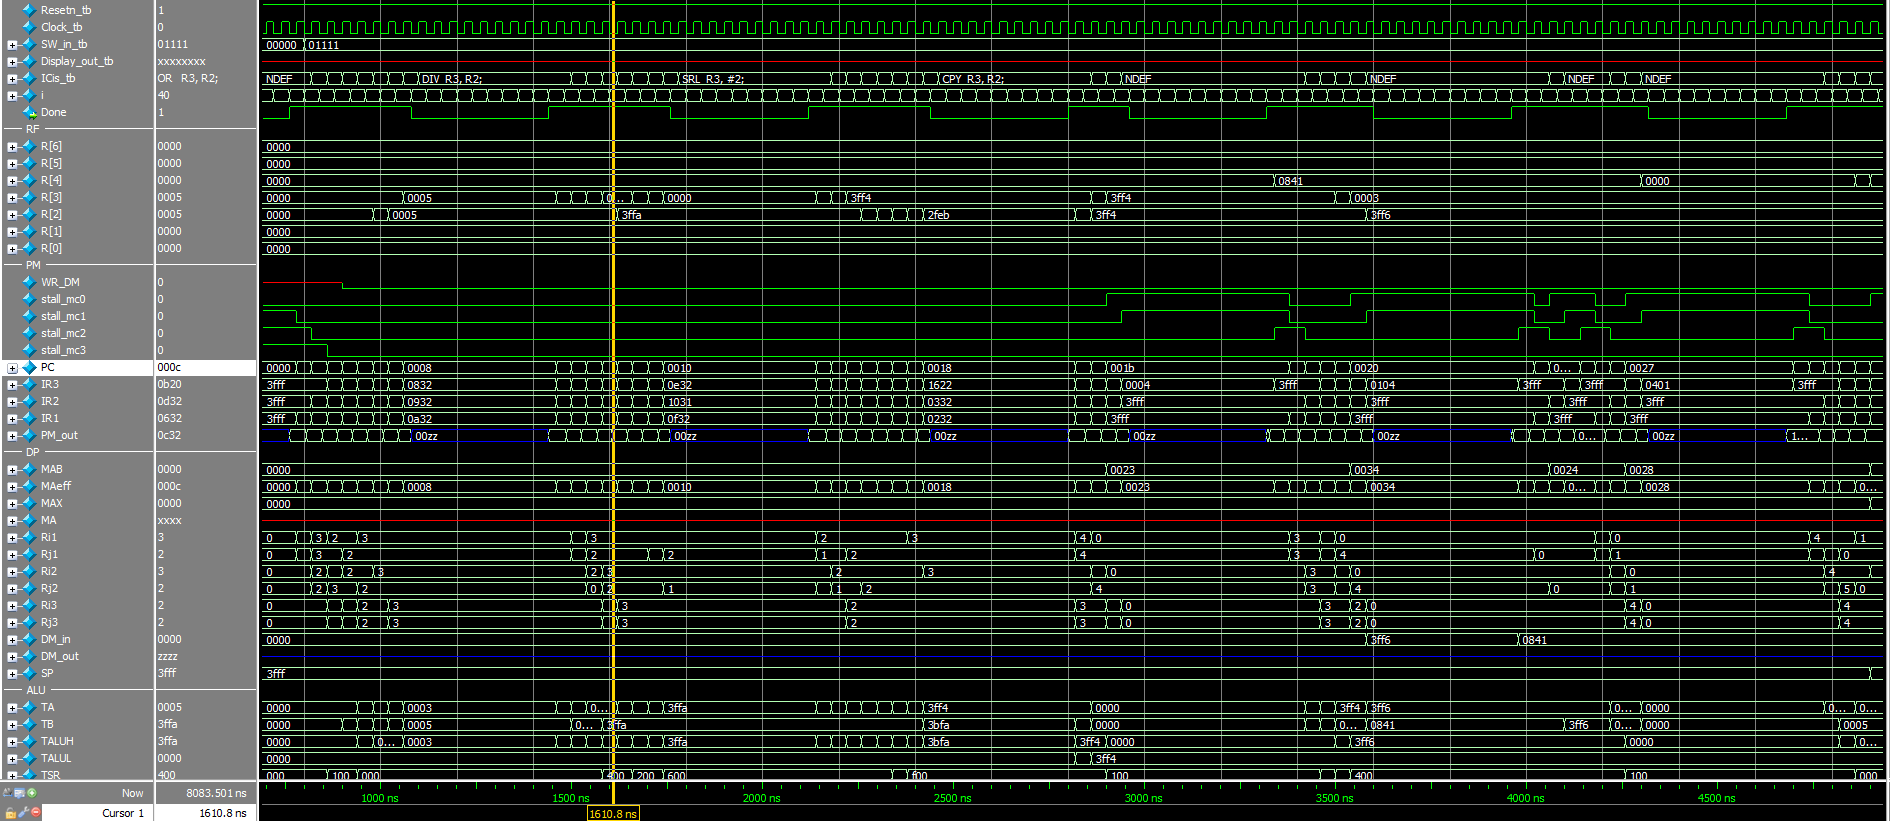 Resetn_tb 1
Clock_tb 0
SW_in_tb 01111 00000 01111
Display_out_tb xxxxxxxx
ICis_tb OR R3, R2; NDEF DIV R3, R2; SRL R3, #2; CPY R3, R2; NDEF NDEF NDEF NDEF
i 40
Done 1
RF
R[6] 0000 0000
R[5] 0000 0000
R[4] 0000 0000 0841 0000
R[3] 0005 0000 0005 0... 0000 3ff4 3ff4 0003
R[2] 0005 0000 0005 3ffa 2feb 3ff4 3ff6
R[1] 0000 0000
R[0] 0000 0000
PM
WR_DM 0
stall_mc0 0
stall_mc1 0
stall_mc2 0
stall_mc3 0
PC 000c 0000 0008 0010 0018 001b 0020 0... 0027
IR3 0b20 3fff 0832 0e32 1622 0004 3fff 0104 3fff 3fff 0401 3fff
IR2 0d32 3fff 0932 1031 0332 3fff 3fff 3fff 3fff
IR1 0632 3fff 0a32 0f32 0232 3fff 3fff 3fff 3fff
PM_out 0c32 00zz 00zz 00zz 00zz 00zz 0... 00zz 1...
DP
MAB 0000 0000 0023 0034 0024 0028
MAeff 000c 0000 0008 0010 0018 0023 0034 0... 0028 0...
MAX 0000 0000
MA xxxx
Ri1 3 0 3 2 3 3 2 3 4 0 3 0 0 4 1
Rj1 2 0 3 2 2 2 1 2 4 3 4 0 1 0
Ri2 3 0 2 2 3 2 3 2 3 0 3 0 0 4
Rj2 2 0 2 3 2 0 2 1 1 2 4 3 4 0 1 5 0
Ri3 2 0 2 3 3 2 3 0 3 2 0 4 0 4
Rj3 2 0 2 3 3 2 3 0 3 2 0 4 0 4
DM_in 0000 0000 3ff6 0841
DM_out zzzz
SP 3fff 3fff
ALU
TA 0005 0000 0003 0... 3ffa 3ff4 0000 3ff4 3ff6 0... 0000 0... 0...
TB 3ffa 0000 0005 0... 3ffa 3bfa 0000 0... 0841 3ff6 0... 0000 0005
TALUH 3ffa 0000 0... 0003 3ffa 3bfa 3ff4 0000 3ff6 0000 0...
TALUL 0000 0000 3ff4
TSR 400 000 100 000 400 200 600 f00 100 400 100 000
Now 8083.501 ns 1000 ns 1500 ns 2000 ns 2500 ns 3000 ns 3500 ns 4000 ns 4500 ns
Cursor 1 1610.8 ns 1610.8 ns